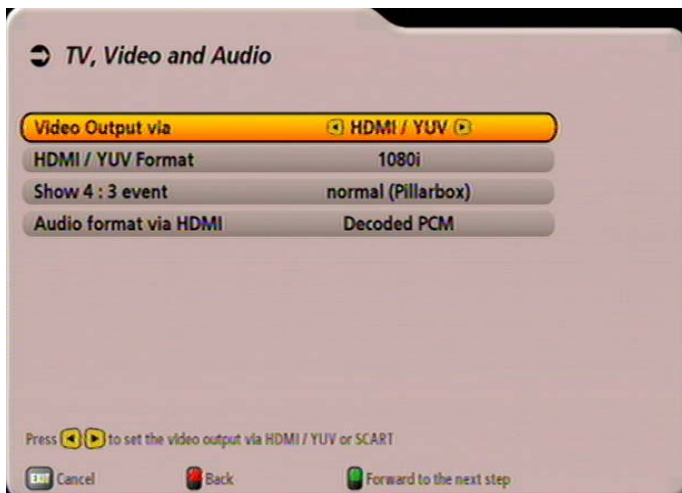 TV, Video and Audio
Video Output via HDMI / YUV
HDMI / YUV Format 1080i
Show 4 : 3 event normal (Pillarbox)
Audio format via HDMI Decoded PCM
Press to set the video output via HDMI / YUV or SCART
EXIT Cancel Back Forward to the next step